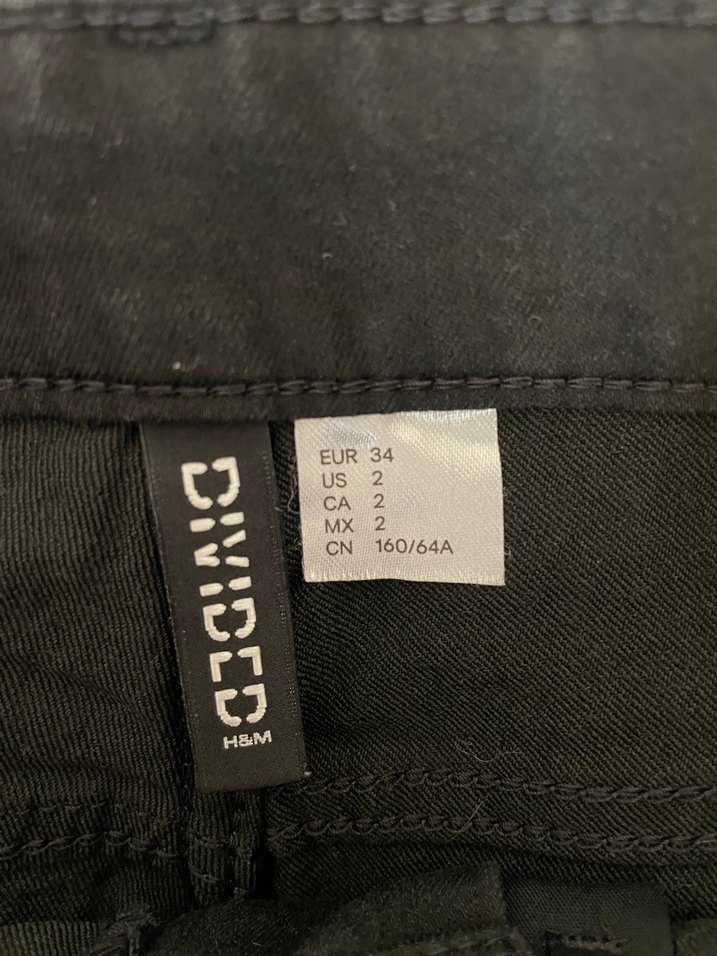 DIVIDED
H&M
EUR 34
US 2
CA 2
MX 2
CN 160/64A